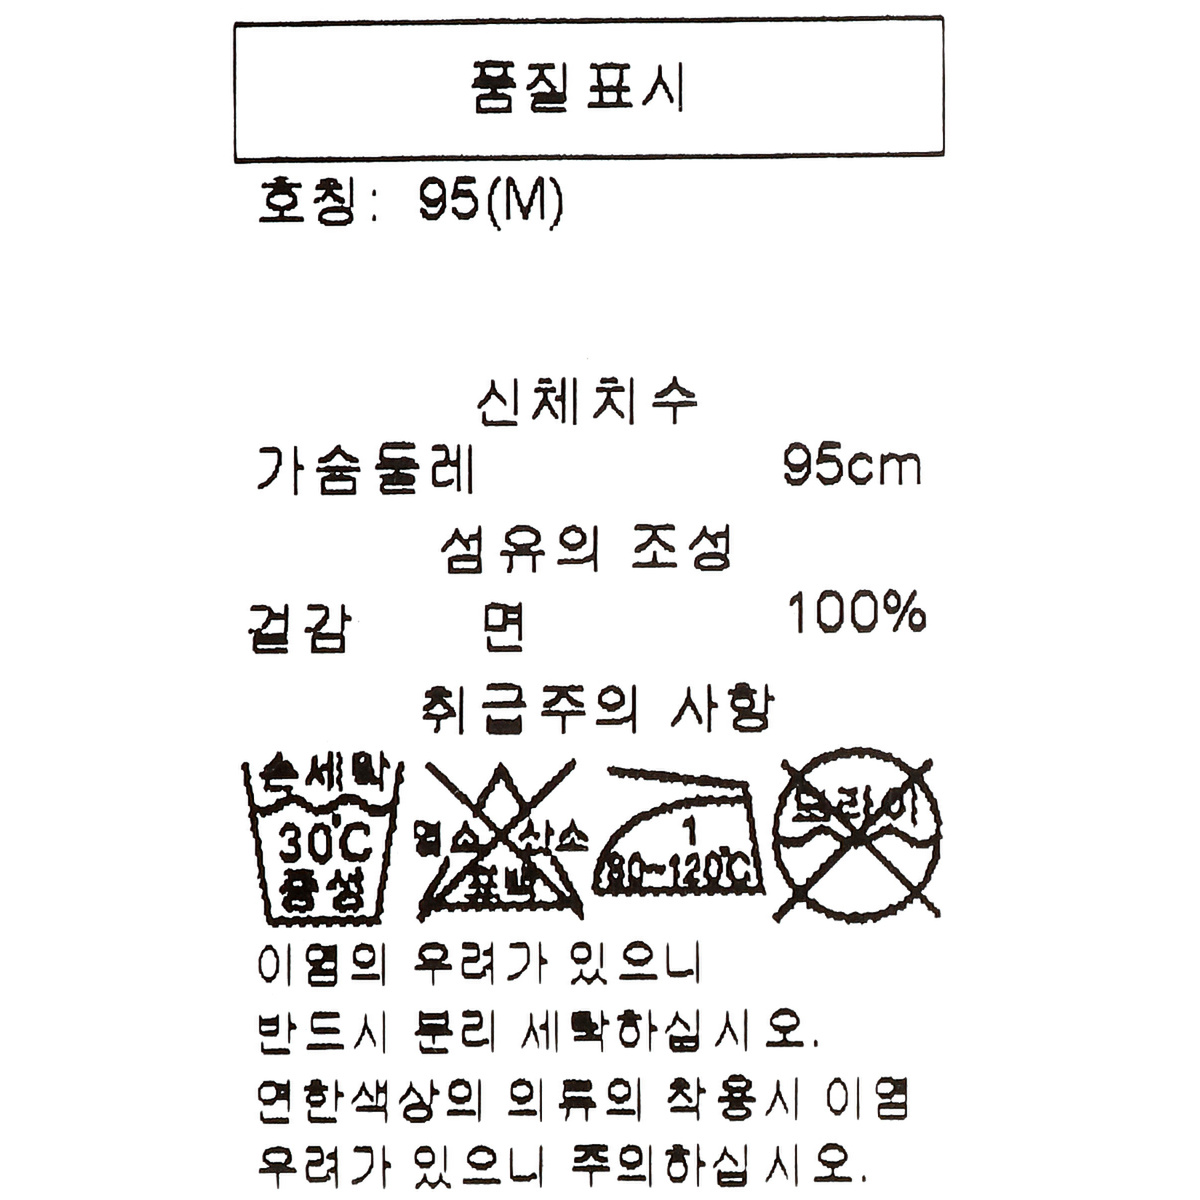 품질표시
호칭: 95(M)
신체치수
가슴둘레 95cm
섬유의 조성
겉감 면 100%
취급주의 사항
손세탁 30℃ 중성
염소 산소 표백
1 80~120℃
드라이
이염의 우려가 있으니
반드시 분리 세탁하십시오.
연한색상의 의류의 착용시 이염
우려가 있으니 주의하십시오.